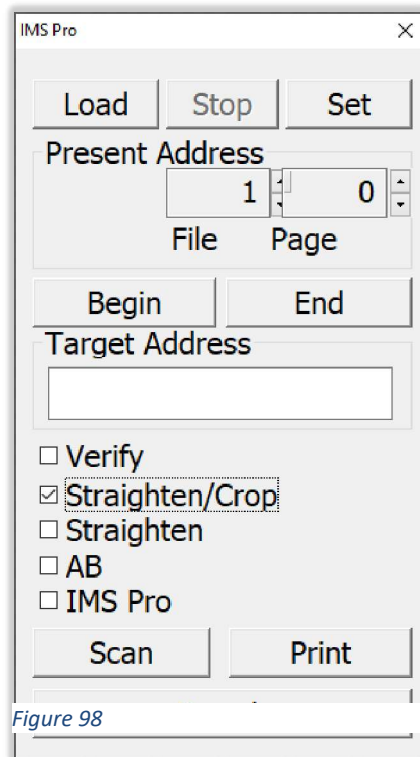 IMS Pro
Load Stop Set
Present Address
1 0
File Page
Begin End
Target Address
Verify
Straighten/Crop
Straighten
AB
IMS Pro
Scan Print
Figure 98